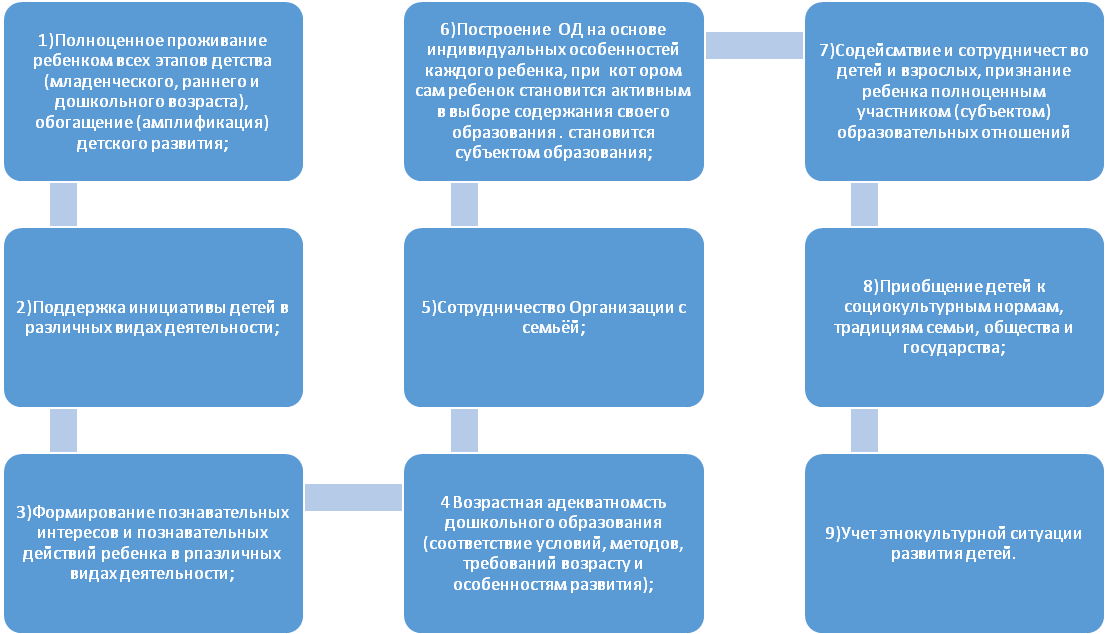 1)Полноценное проживание
ребенком всех этапов детства
(младенческого, раннего и
дошкольного возраста),
обогащение (амплификация)
детского развития;
2)Поддержка инициативы детей в
различных видах деятельности;
3)Формирование познавательных
интересов и познавательных
действий ребенка в рпазличных
видах деятельности;
4 Возрастная адекватномсть
дошкольного образования
(соответствие условий, методов,
требований возрасту и
особенностям развития);
5)Сотрудничество Организации с
семьёй;
6)Построение ОД на основе
индивидуальных особенностей
каждого ребенка, при кот ором
сам ребенок становится активным
в выборе содержания своего
образования . становится
субъектом образования;
7)Содейсмтвие и сотрудничест во
детей и взрослых, признание
ребенка полноценным
участником (субъектом)
образовательных отношений
8)Приобщение детей к
социокультурным нормам,
традициям семьи, общества и
государства;
9)Учет этнокультурной ситуации
развития детей.